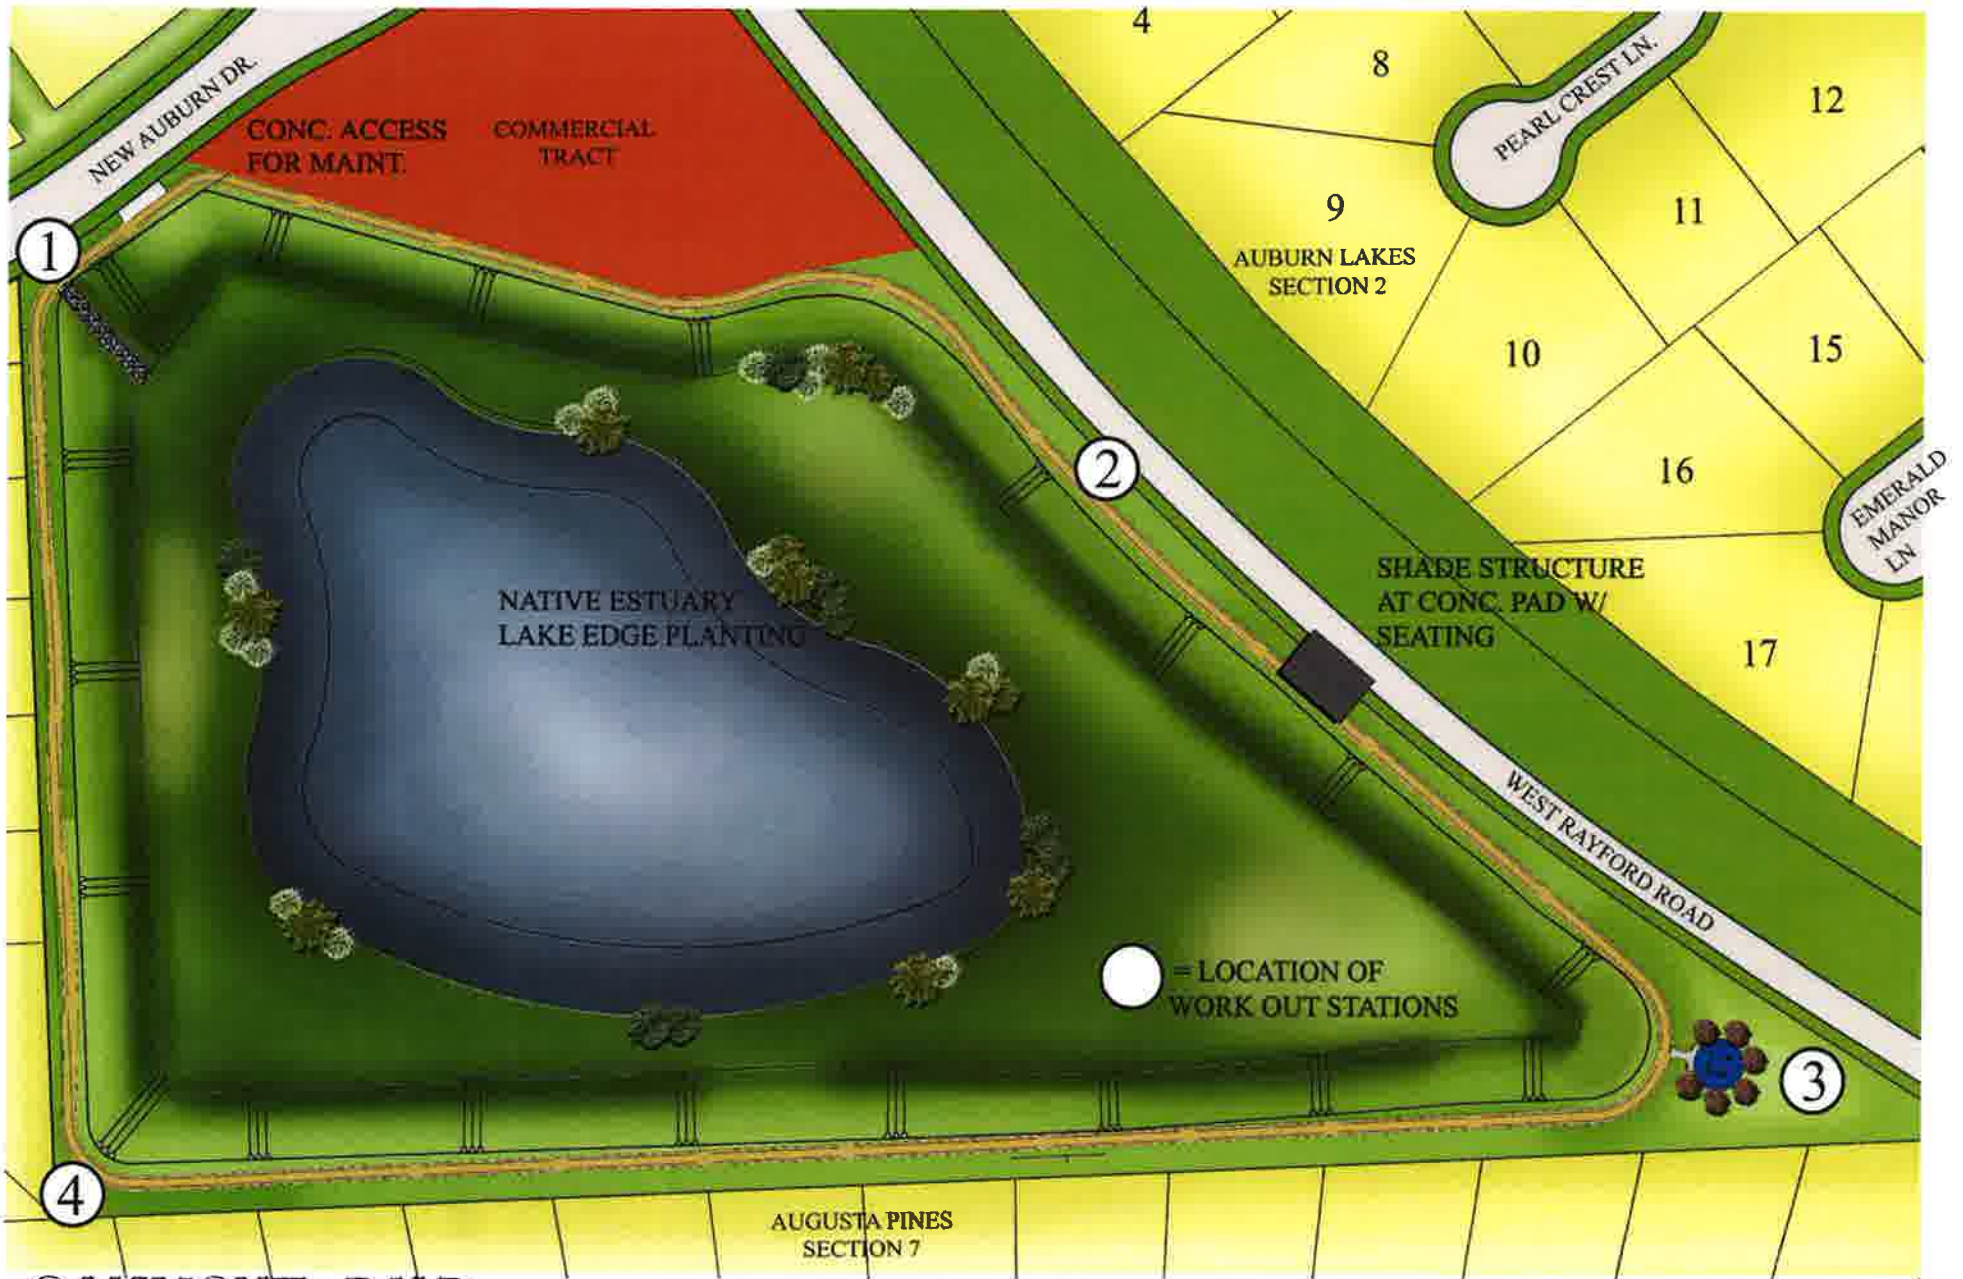 4
8
PEARL CREST LN.
12
NEW AUBURN DR.
CONC. ACCESS
FOR MAINT.
COMMERCIAL
TRACT
9
11
1
AUBURN LAKES
SECTION 2
10
15
2
16
EMERALD
MANOR
LN
SHADE STRUCTURE
AT CONC. PAD W/
SEATING
NATIVE ESTUARY
LAKE EDGE PLANTING
17
WEST RAYFORD ROAD
= LOCATION OF
WORK OUT STATIONS
3
4
AUGUSTA PINES
SECTION 7